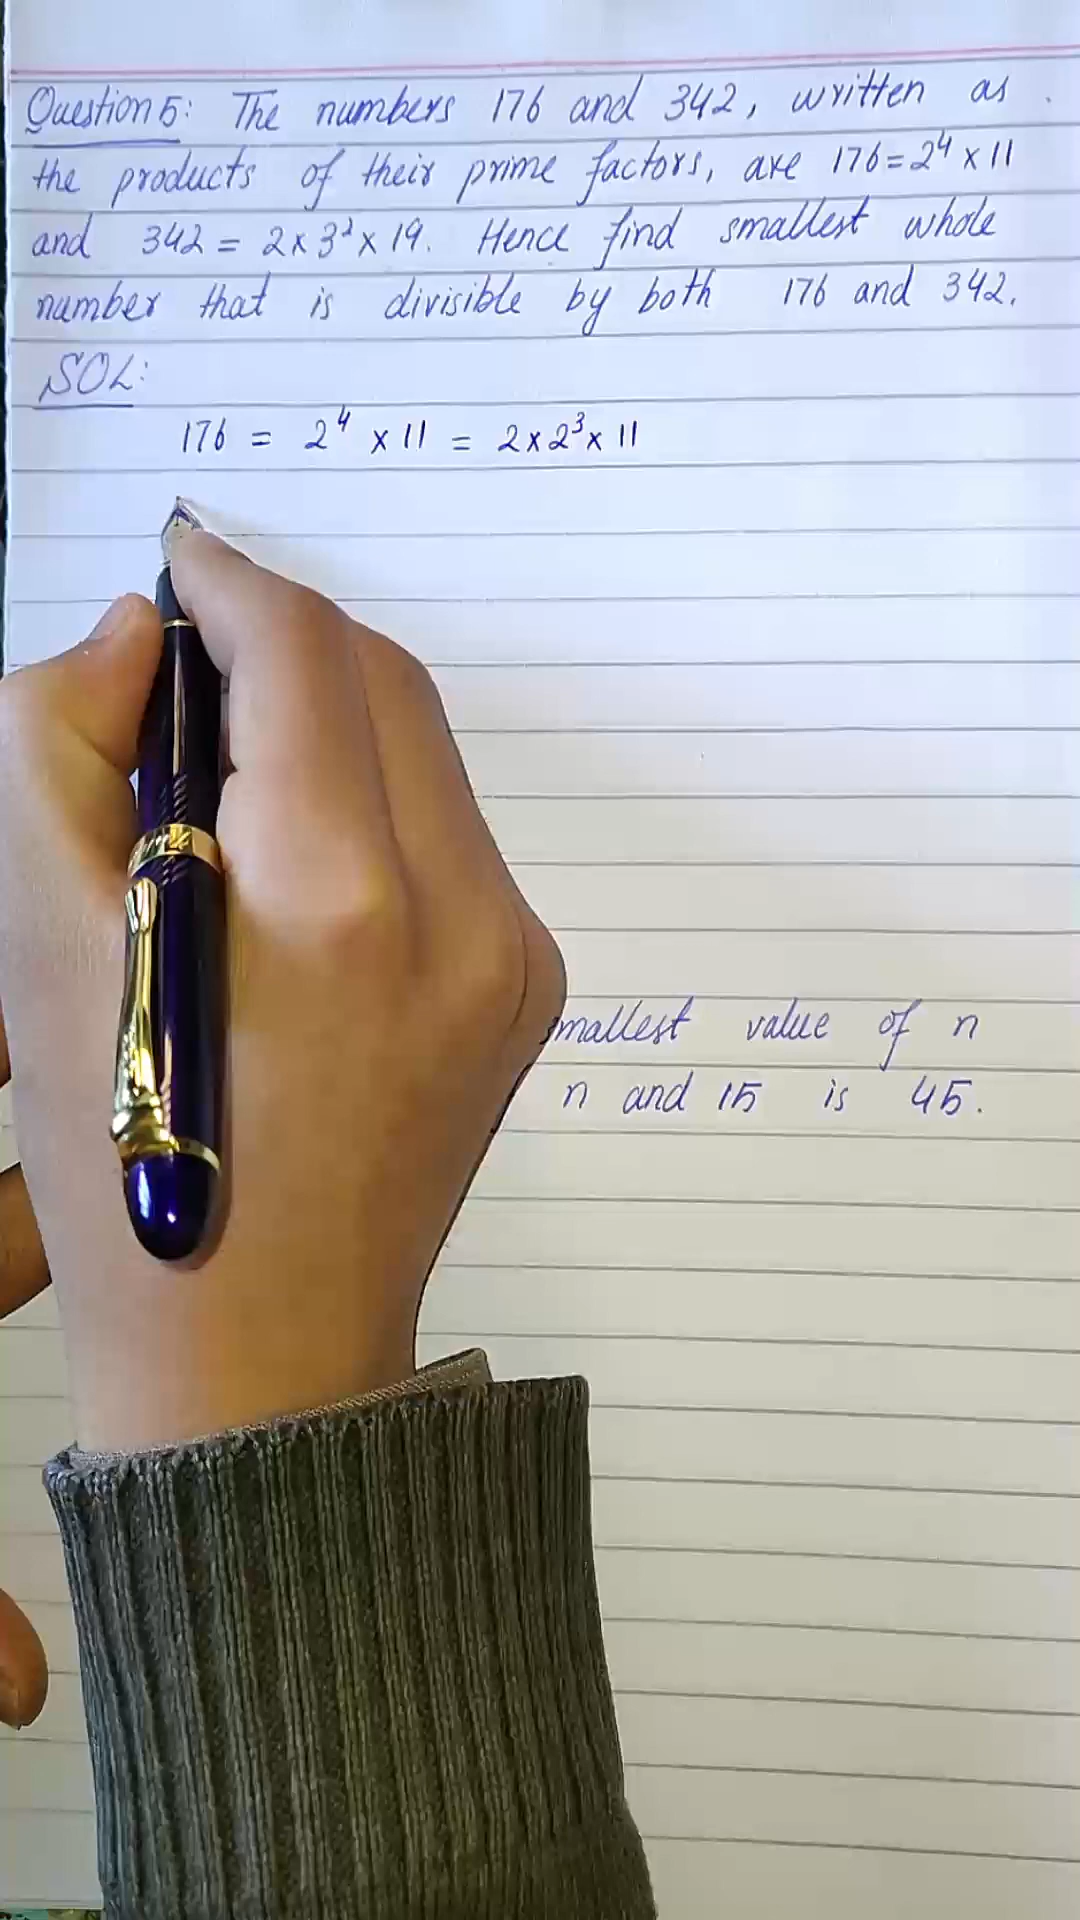 Question 5: The numbers 176 and 342, written as
the products of their prime factors, are 176 = 2⁴ × 11
and 342 = 2 × 3² × 19. Hence find smallest whole
number that is divisible by both 176 and 342.
SOL:
176 = 2⁴ × 11 = 2 × 2³ × 11
smallest value of n
n and 15 is 45.